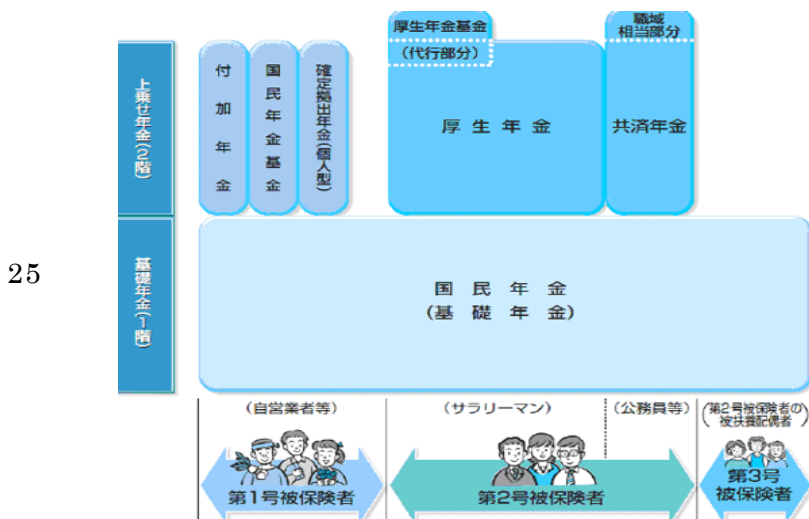 厚生年金基金
(代行部分)
職域
相当部分
上乗せ年金(2階)
付加年金
国民年金基金
確定拠出年金(個人型)
厚生年金
共済年金
25
基礎年金(1階)
国民年金
(基礎年金)
(自営業者等)
(サラリーマン)
(公務員等)
(第2号被保険者の
被扶養配偶者)
第1号被保険者
第2号被保険者
第3号
被保険者